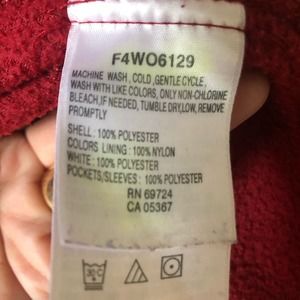 F4WO6129
MACHINE WASH, COLD, GENTLE CYCLE,
WASH WITH LIKE COLORS, ONLY NON-CHLORINE
BLEACH,IF NEEDED, TUMBLE DRY,LOW, REMOVE
PROMPTLY
SHELL: 100% POLYESTER
COLORS LINING: 100% NYLON
WHITE: 100% POLYESTER
POCKETS/SLEEVES: 100% POLYESTER
RN 69724
CA 05367
30°C